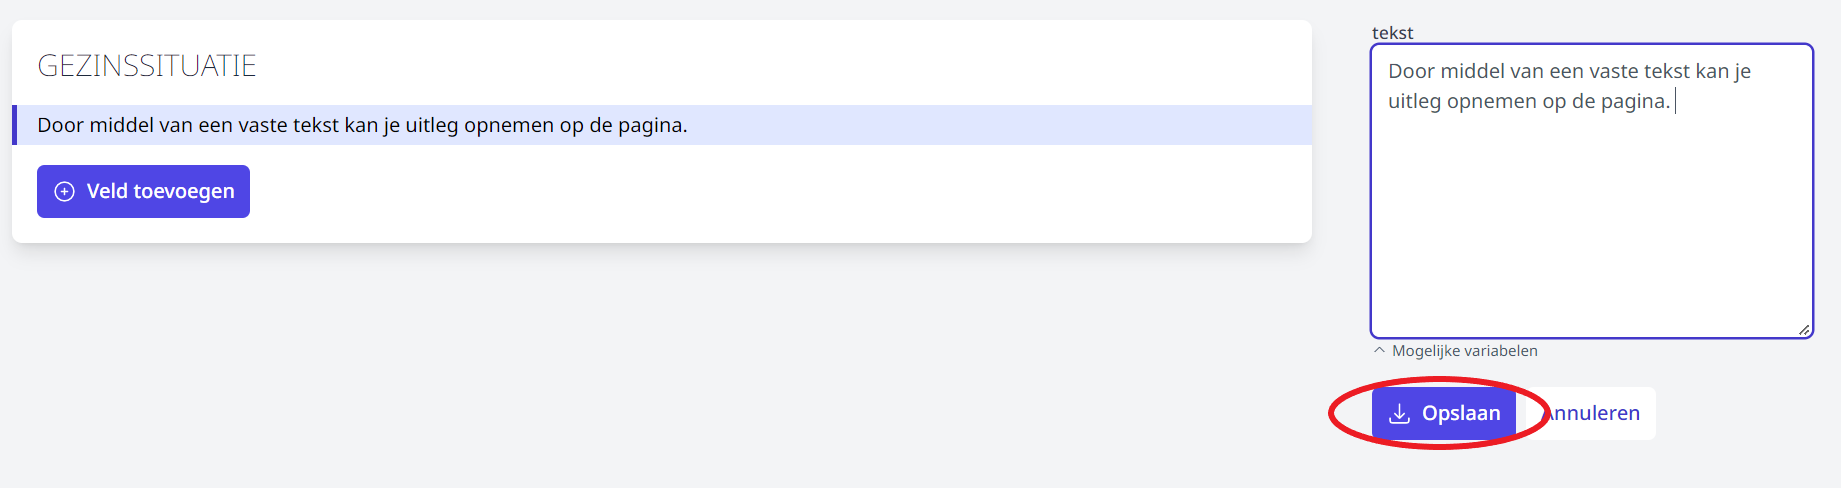 GEZINSSITUATIE
Door middel van een vaste tekst kan je uitleg opnemen op de pagina.
Veld toevoegen
tekst
Door middel van een vaste tekst kan je
uitleg opnemen op de pagina.
Mogelijke variabelen
Opslaan
Annuleren